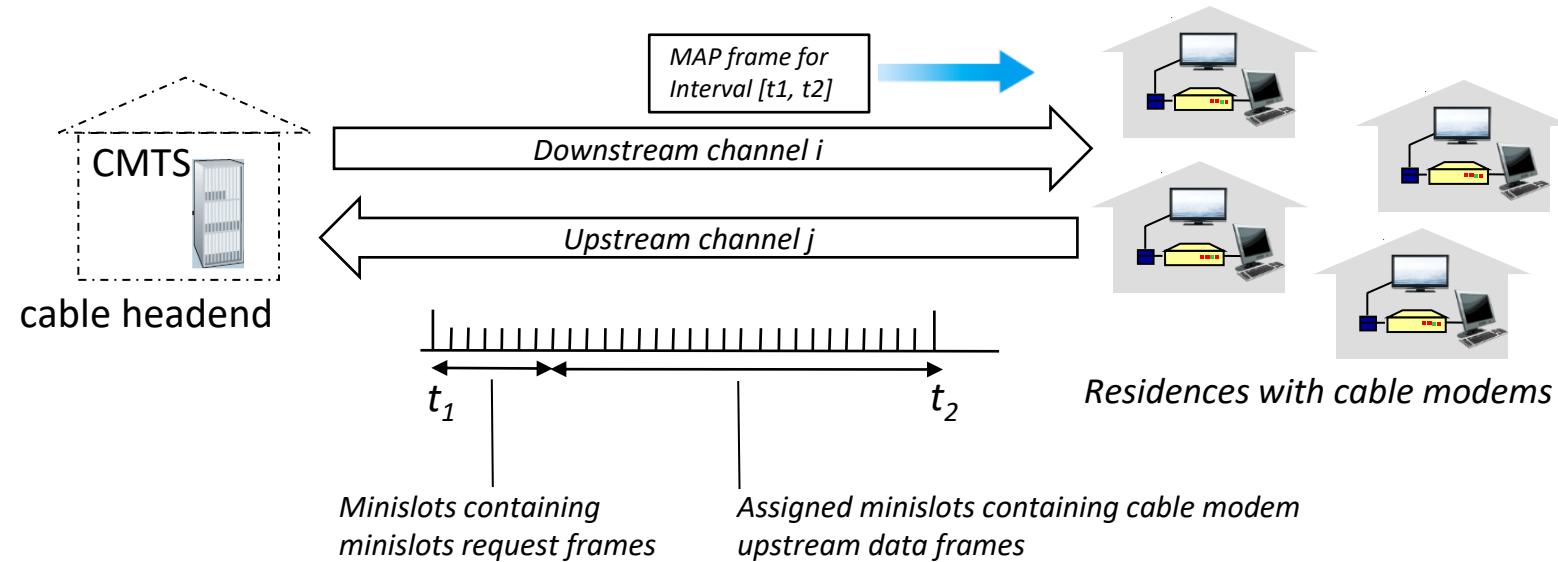 MAP frame for
Interval [t1, t2]
CMTS
Downstream channel i
Upstream channel j
cable headend
t1
t2
Residences with cable modems
Minislots containing
minislots request frames
Assigned minislots containing cable modem
upstream data frames